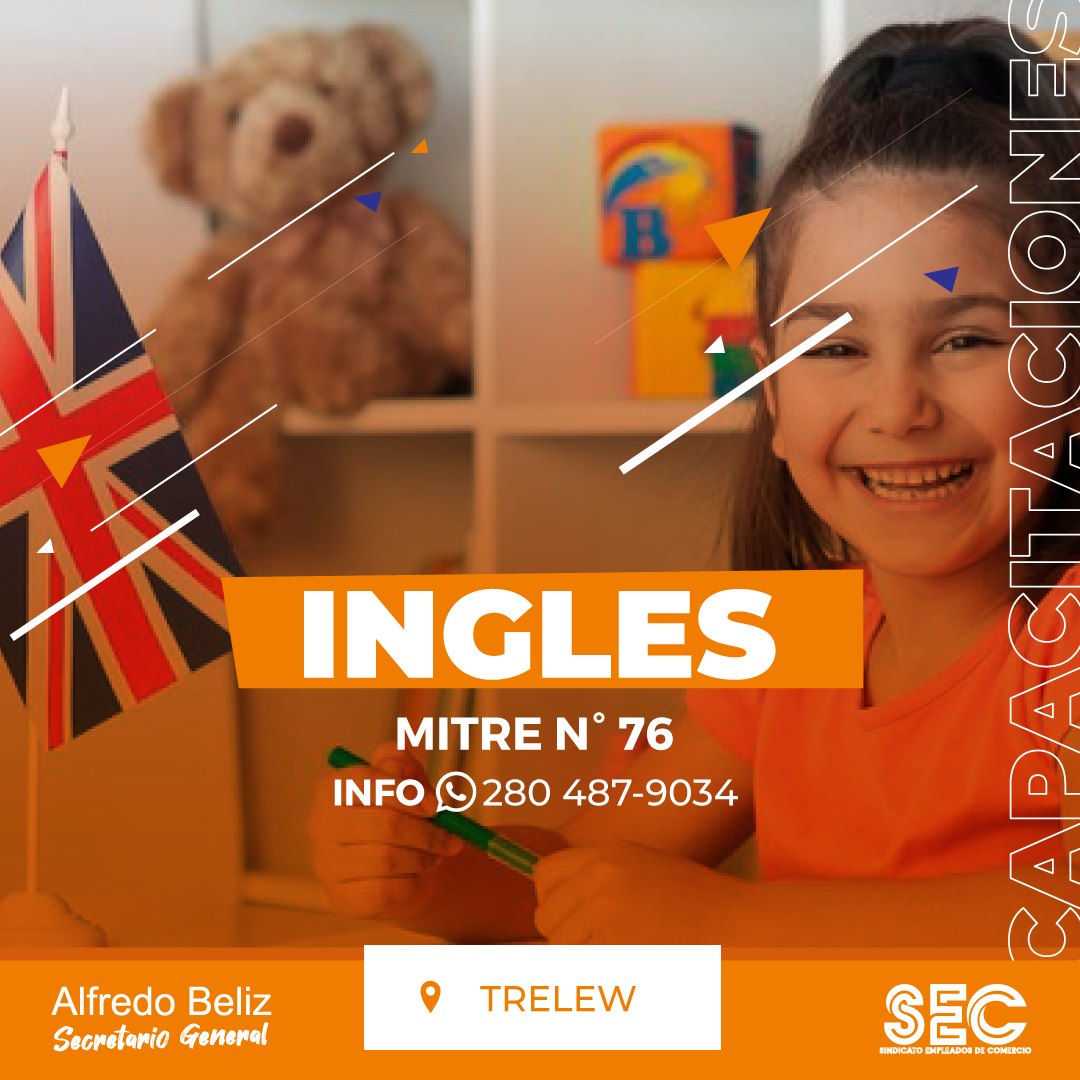 CAPACITACIONES
B
INGLES
MITRE N° 76
INFO 280 487-9034
Alfredo Beliz
Secretario General
TRELEW
SEC
SINDICATO EMPLEADOS DE COMERCIO